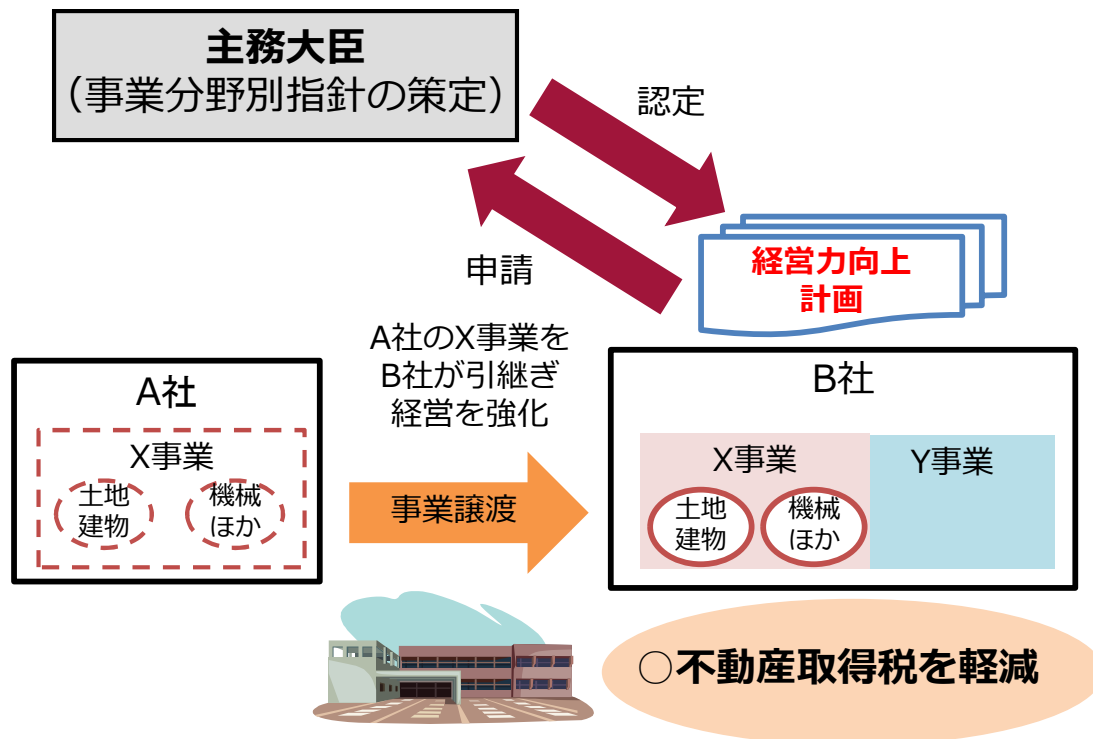 主務大臣
（事業分野別指針の策定）
認定
申請
経営力向上
計画
A社のX事業を
B社が引継ぎ
経営を強化
A社
X事業
土地
建物
機械
ほか
事業譲渡
B社
X事業
土地
建物
機械
ほか
Y事業
○不動産取得税を軽減